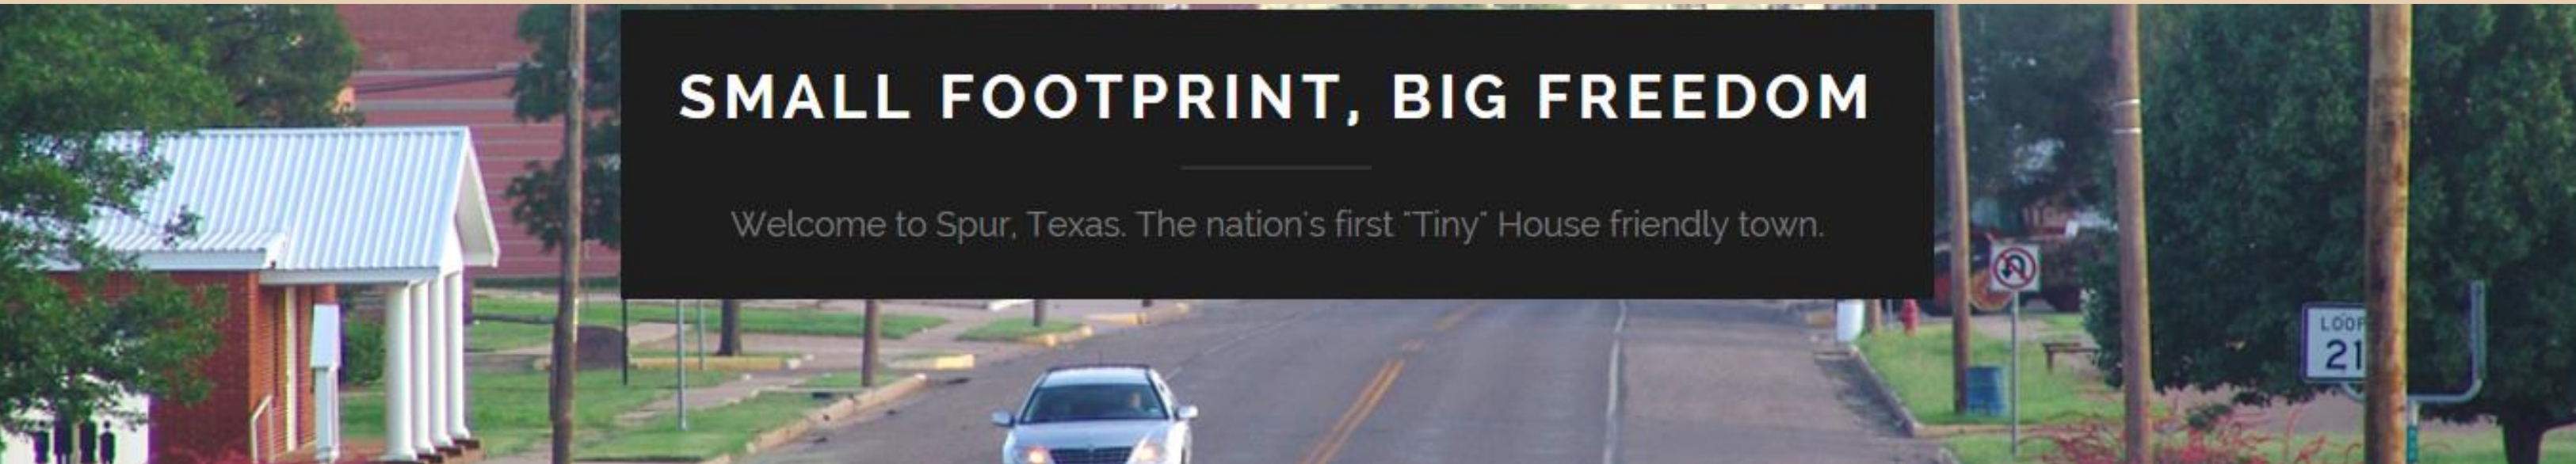 SMALL FOOTPRINT, BIG FREEDOM
Welcome to Spur, Texas. The nation's first "Tiny" House friendly town.
LOOP
21